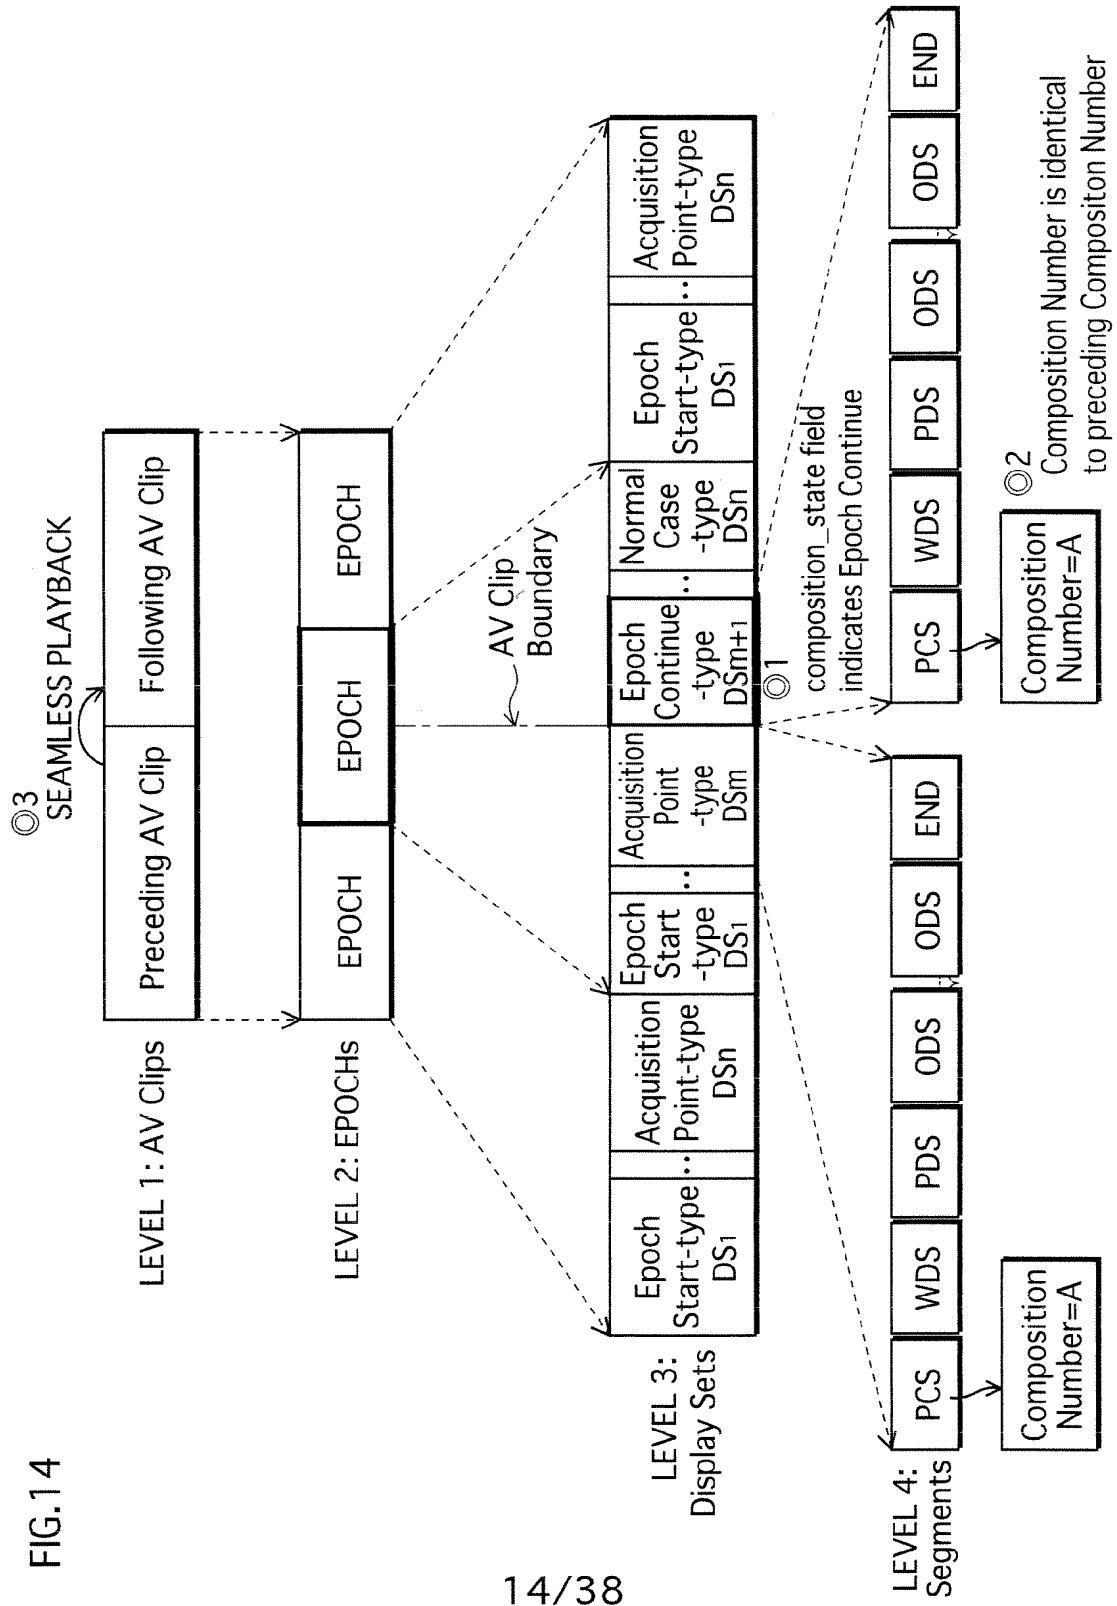 FIG.14
◎3
SEAMLESS PLAYBACK
LEVEL 1: AV Clips
Preceding AV Clip
Following AV Clip
LEVEL 2: EPOCHs
EPOCH
EPOCH
EPOCH
AV Clip
Boundary
LEVEL 3:
Display Sets
Epoch
Start-type
DS1
..
Acquisition
Point-type
DSn
Epoch
Start
-type
DS1
..
Acquisition
Point
-type
DSm
Epoch
Continue
-type
DSm+1
..
Normal
Case
-type
DSn
Epoch
Start-type
DS1
..
Acquisition
Point-type
DSn
◎1
composition_state field
indicates Epoch Continue
LEVEL 4:
Segments
PCS
WDS
PDS
ODS
ODS
END
PCS
WDS
PDS
ODS
ODS
END
Composition
Number=A
Composition
Number=A
◎2
Composition Number is identical
to preceding Compositon Number
14/38